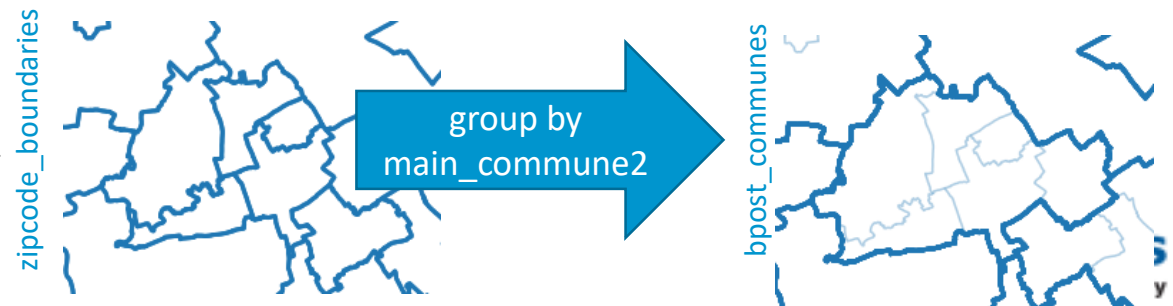 zipcode_boundaries
group by
main_commune2
bpost_communes
s
y